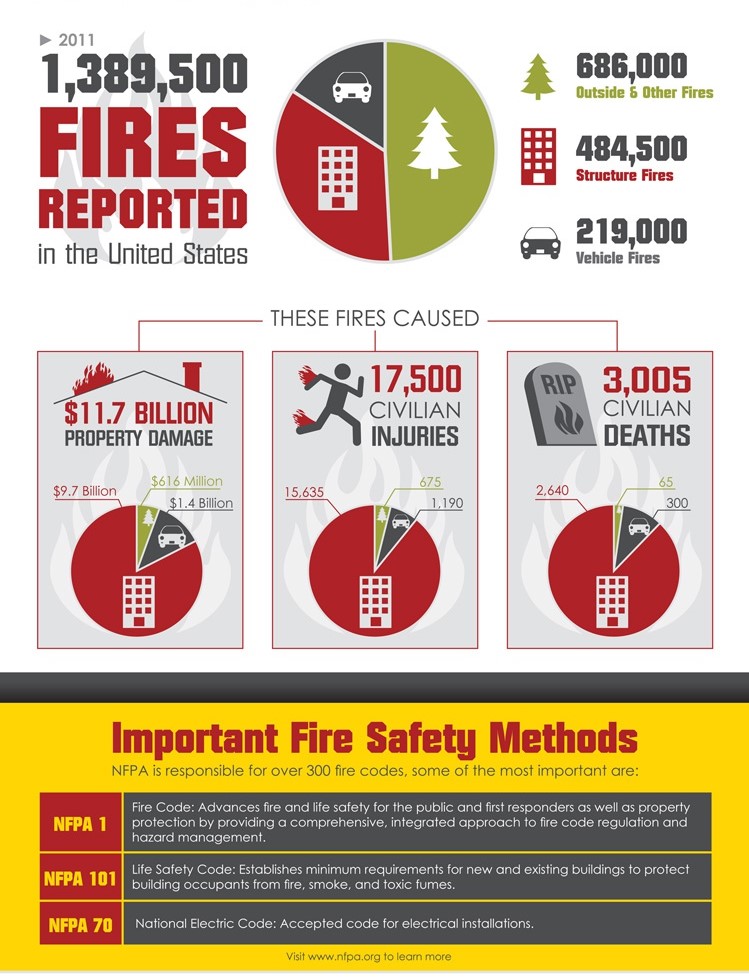 ► 2011
1,389,500
FIRES
REPORTED
in the United States
686,000
Outside & Other Fires
484,500
Structure Fires
219,000
Vehicle Fires
THESE FIRES CAUSED
$11.7 BILLION
PROPERTY DAMAGE
$9.7 Billion
$616 Million
$1.4 Billion
17,500
CIVILIAN
INJURIES
15,635
675
1,190
RIP
3,005
CIVILIAN
DEATHS
2,640
65
300
Important Fire Safety Methods
NFPA is responsible for over 300 fire codes, some of the most important are:
NFPA 1
Fire Code: Advances fire and life safety for the public and first responders as well as property
protection by providing a comprehensive, integrated approach to fire code regulation and
hazard management.
NFPA 101
Life Safety Code: Establishes minimum requirements for new and existing buildings to protect
building occupants from fire, smoke, and toxic fumes.
NFPA 70
National Electric Code: Accepted code for electrical installations.
Visit www.nfpa.org to learn more